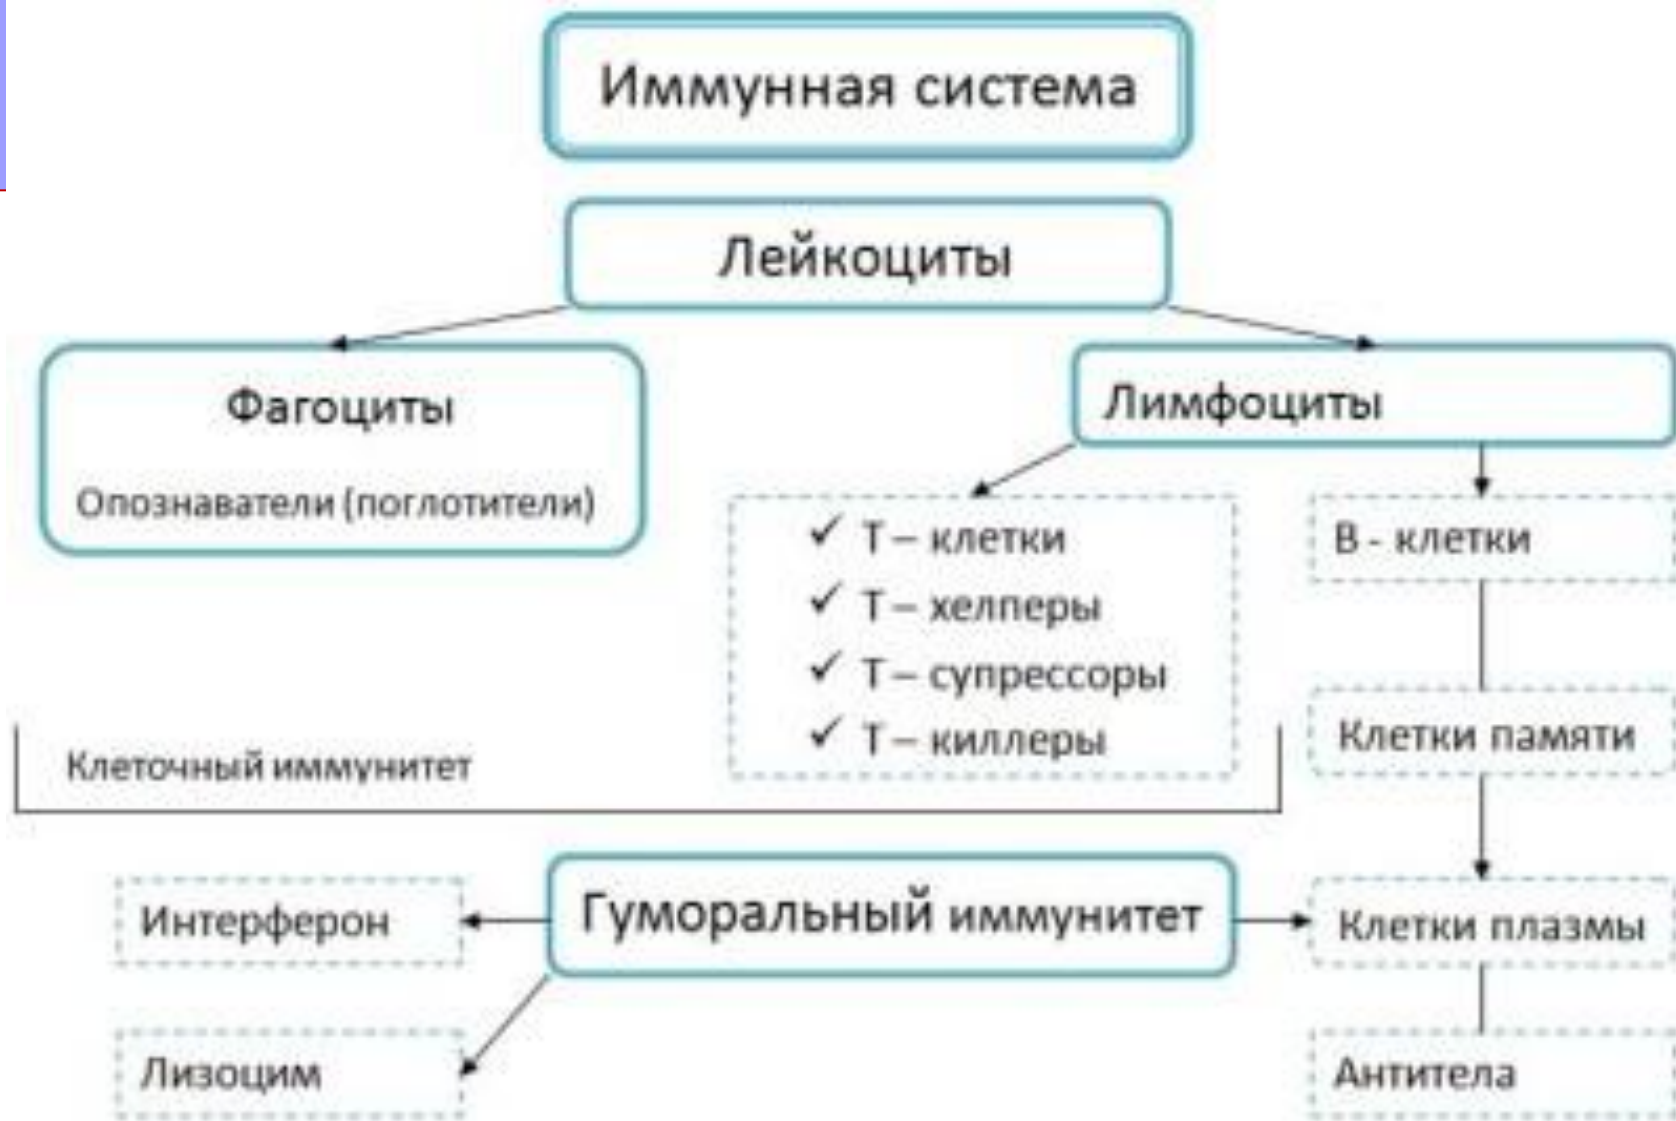 Иммунная система
Лейкоциты
Фагоциты
Опознаватели (поглотители)
Лимфоциты
✓ Т – клетки
✓ Т – хелперы
✓ Т – супрессоры
✓ Т – киллеры
В - клетки
Клетки памяти
Клеточный иммунитет
Гуморальный иммунитет
Интерферон
Лизоцим
Клетки плазмы
Антитела